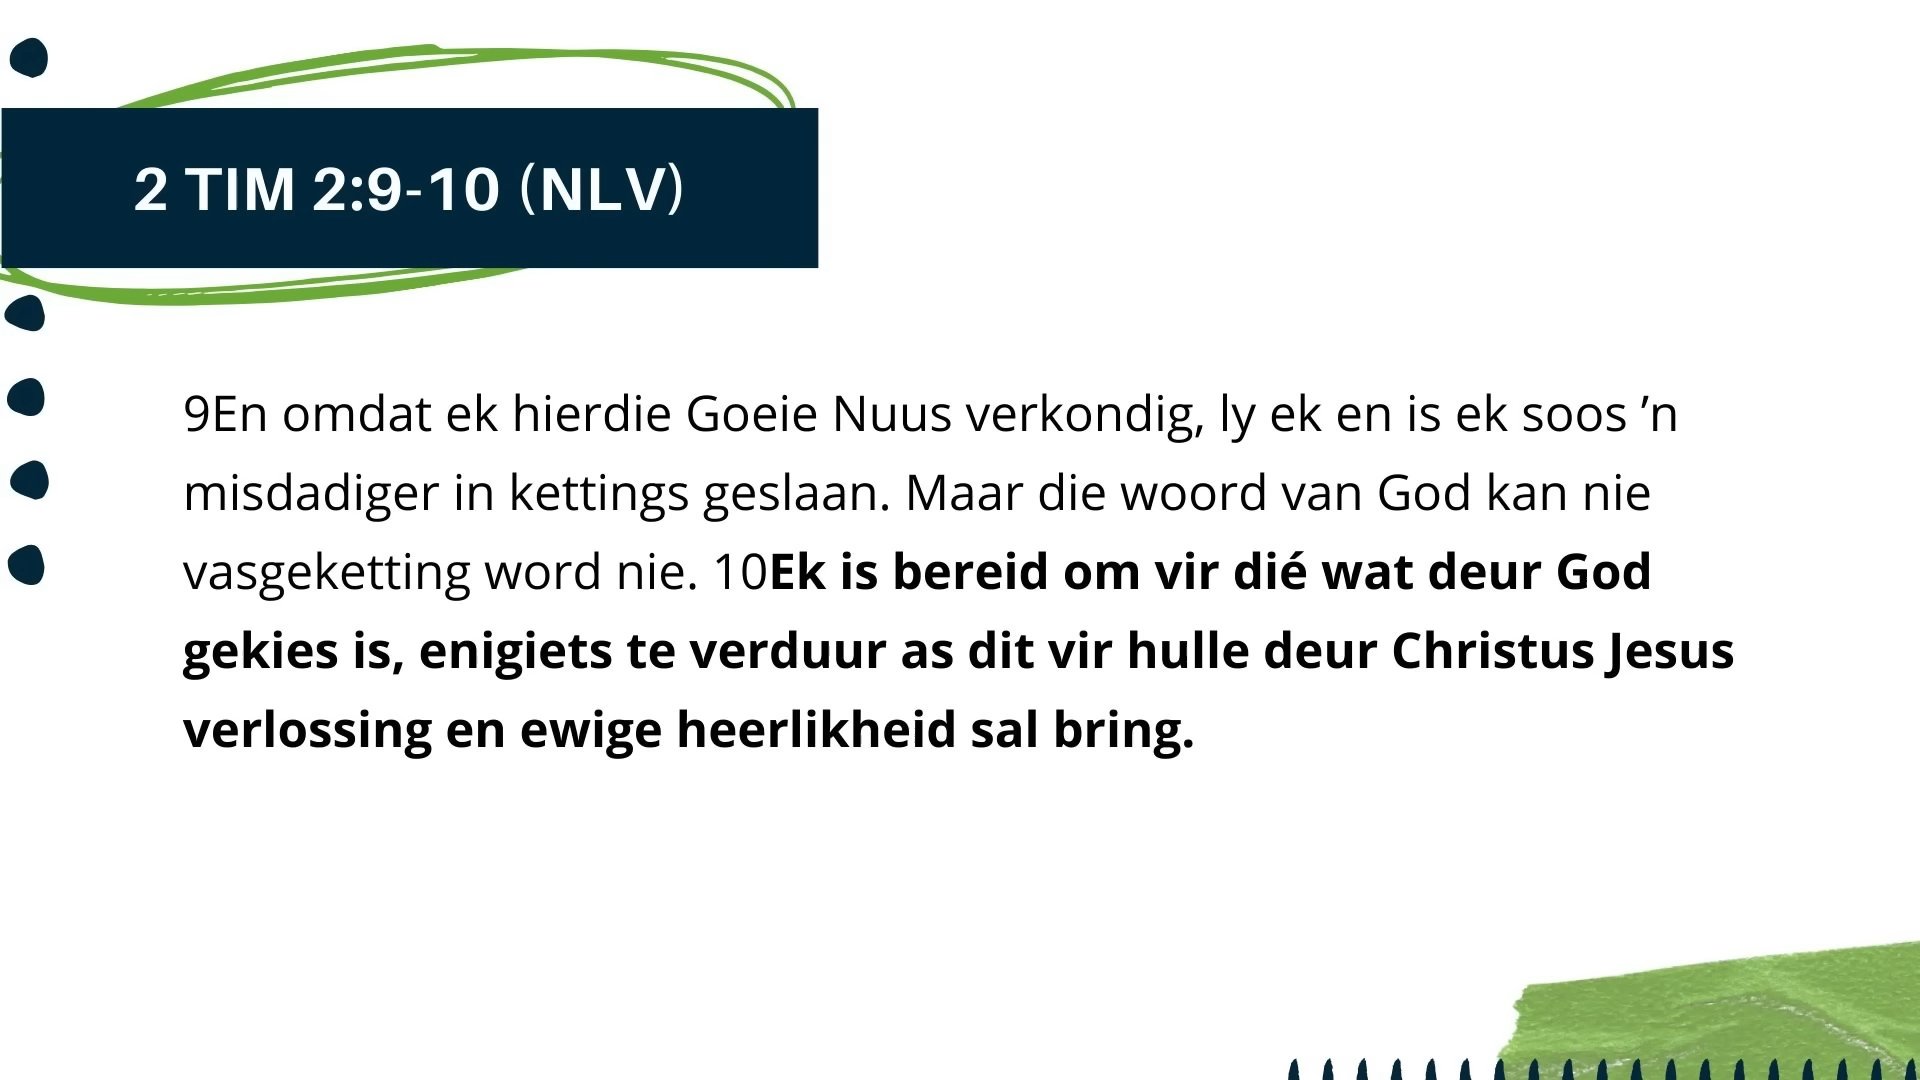 2 TIM 2:9-10 (NLV)
9En omdat ek hierdie Goeie Nuus verkondig, ly ek en is ek soos ’n
misdadiger in kettings geslaan. Maar die woord van God kan nie
vasgeketting word nie. 10Ek is bereid om vir dié wat deur God
gekies is, enigiets te verduur as dit vir hulle deur Christus Jesus
verlossing en ewige heerlikheid sal bring.